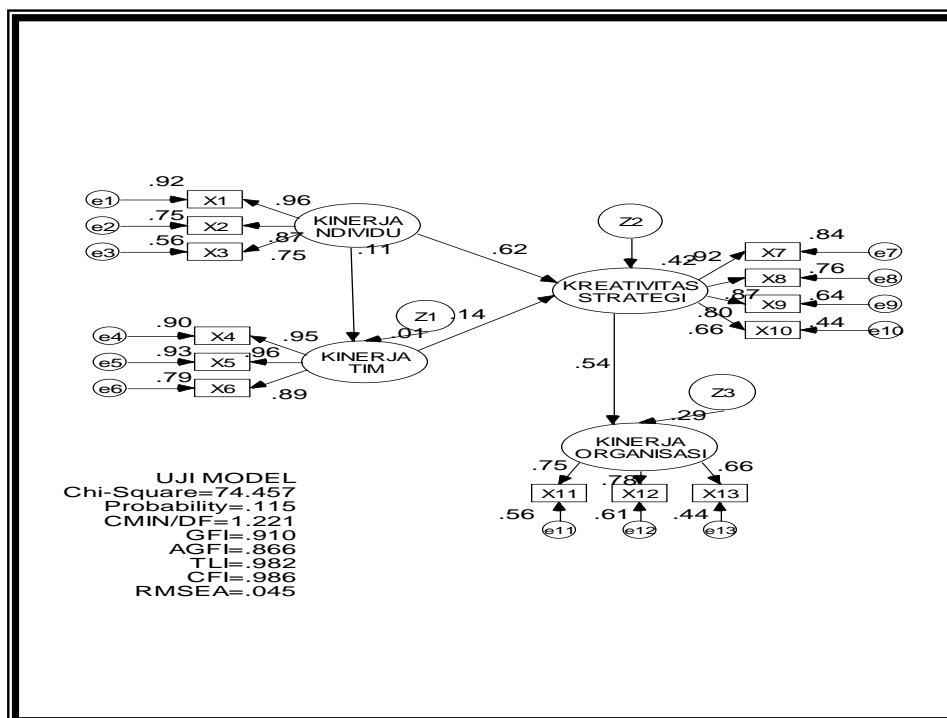 .92
e1
X1
.96
.75
e2
X2
.87
.56
e3
X3
.75
KINERJA
NDIVIDU
.11
.62
Z2
.42
.92
X7
.84
e7
X8
.76
e8
.87
X9
.64
e9
.80
.66
X10
.44
e10
KREATIVITAS
STRATEGI
Z1
.14
.01
.90
e4
X4
.95
.93
e5
X5
.96
.79
e6
X6
.89
KINERJA
TIM
.54
Z3
.29
KINERJA
ORGANISASI
.75
.78
.66
X11
X12
X13
.56
.61
.44
e11
e12
e13
UJI MODEL
Chi-Square=74.457
Probability=.115
CMIN/DF=1.221
GFI=.910
AGFI=.866
TLI=.982
CFI=.986
RMSEA=.045